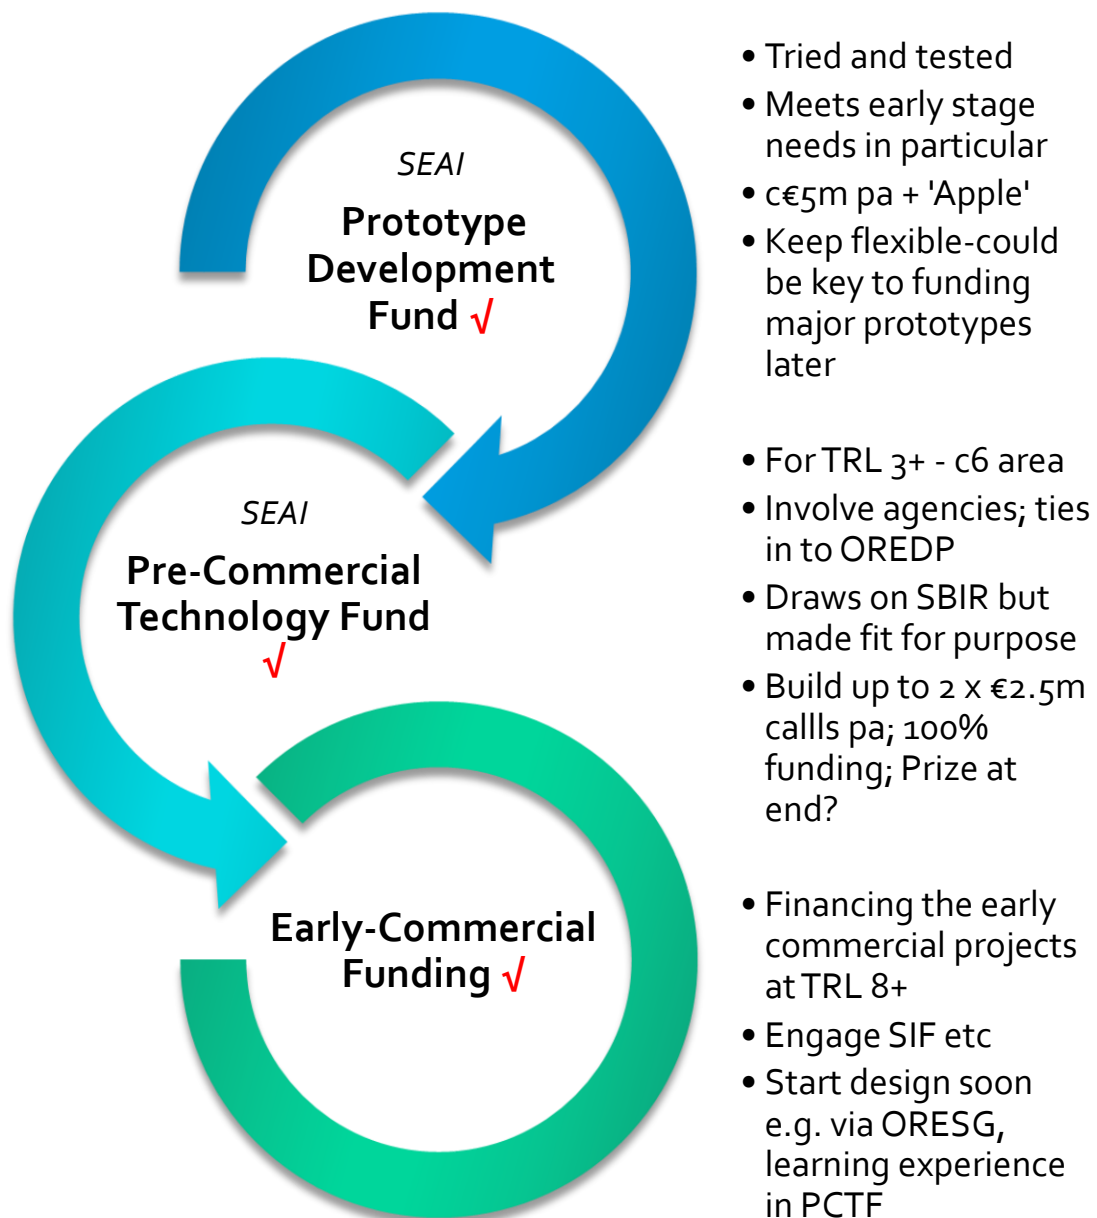 SEAI
Prototype
Development
Fund √
• Tried and tested
• Meets early stage
needs in particular
• c€5m pa + 'Apple'
• Keep flexible-could
be key to funding
major prototypes
later
SEAI
Pre-Commercial
Technology Fund
√
• For TRL 3+ - c6 area
• Involve agencies; ties
in to OREDP
• Draws on SBIR but
made fit for purpose
• Build up to 2 x €2.5m
callls pa; 100%
funding; Prize at
end?
Early-Commercial
Funding √
• Financing the early
commercial projects
at TRL 8+
• Engage SIF etc
• Start design soon
e.g. via ORESG,
learning experience
in PCTF